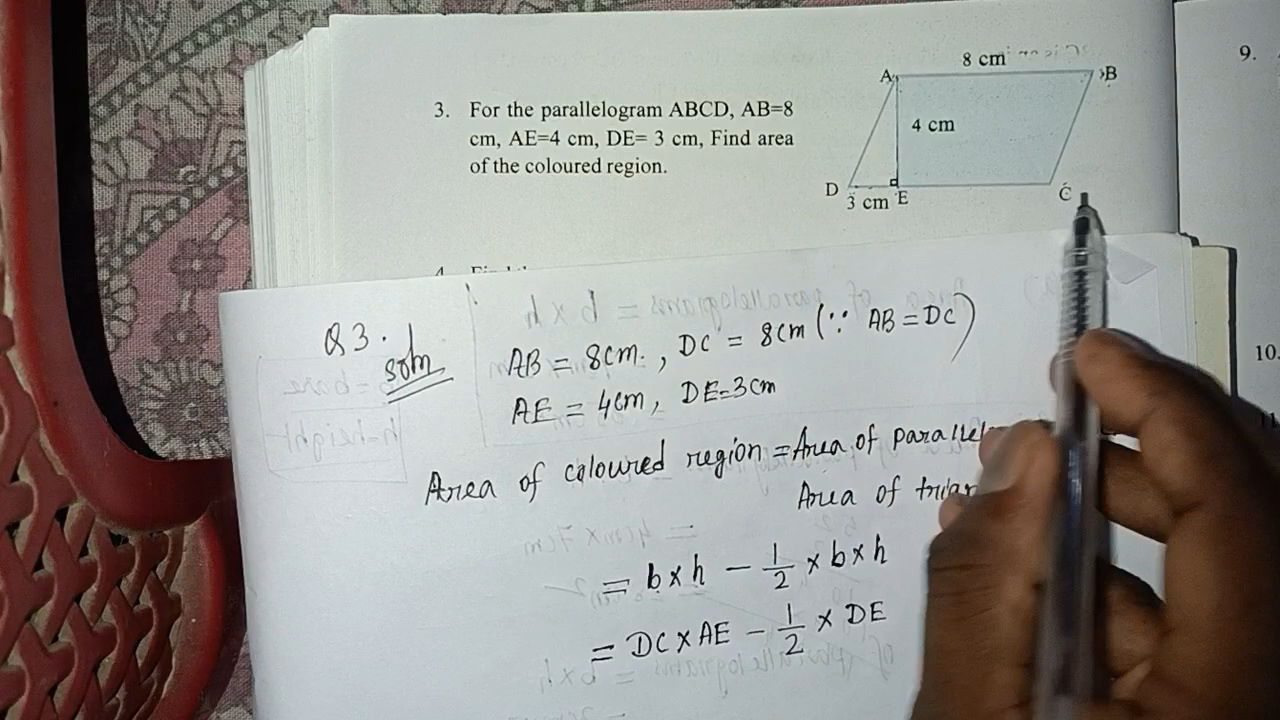 3. For the parallelogram ABCD, AB=8
cm, AE=4 cm, DE= 3 cm, Find area
of the coloured region.
8 cm
A
B
4 cm
D
3 cm
E
C
9.
10.
Q3.
Soln
AB = 8cm., DC = 8cm (∵ AB = DC)
AE = 4cm, DE=3cm
Area of coloured region = Area of
Area of
= b×h − 1/2 × b×h
= DC×AE − 1/2 × DE